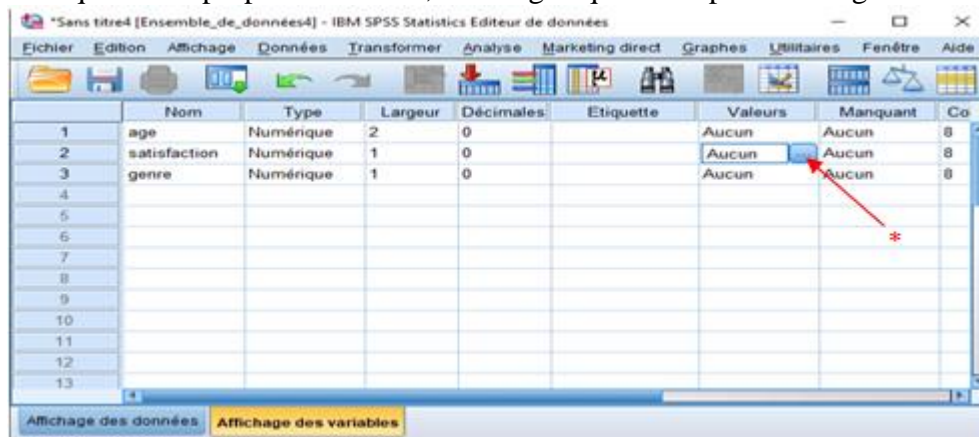 *Sans titre4 [Ensemble_de_données4] - IBM SPSS Statistics Editeur de données
Fichier Edition Affichage Données Transformer Analyse Marketing direct Graphes Utilitaires Fenêtre Aide
Nom Type Largeur Décimales Etiquette Valeurs Manquant Co
1 age Numérique 2 0 Aucun Aucun 8
2 satisfaction Numérique 1 0 Aucun ... Aucun 8
3 genre Numérique 1 0 Aucun Aucun 8
4
5
6 *
7
8
9
10
11
12
13
Affichage des données Affichage des variables